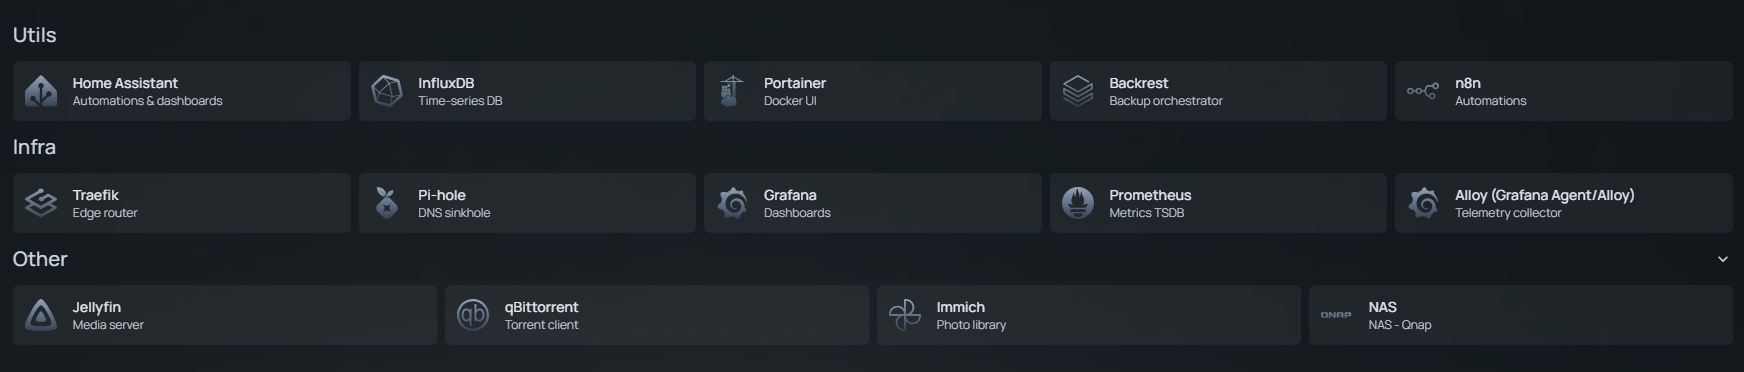 Utils
Home Assistant
Automations & dashboards
InfluxDB
Time-series DB
Portainer
Docker UI
Backrest
Backup orchestrator
n8n
Automations
Infra
Traefik
Edge router
Pi-hole
DNS sinkhole
Grafana
Dashboards
Prometheus
Metrics TSDB
Alloy (Grafana Agent/Alloy)
Telemetry collector
Other
Jellyfin
Media server
qb
qBittorrent
Torrent client
Immich
Photo library
QNAP
NAS
NAS - Qnap